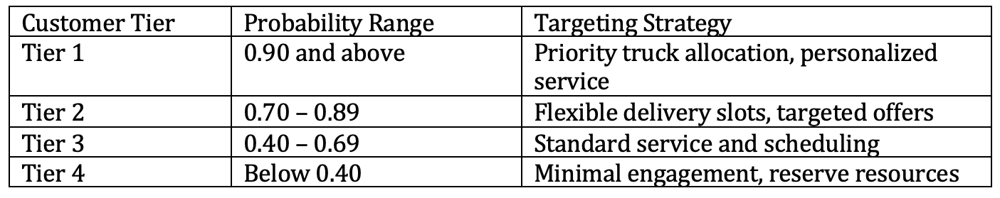 Customer Tier Probability Range Targeting Strategy
Tier 1 0.90 and above Priority truck allocation, personalized
service
Tier 2 0.70 – 0.89 Flexible delivery slots, targeted offers
Tier 3 0.40 – 0.69 Standard service and scheduling
Tier 4 Below 0.40 Minimal engagement, reserve resources